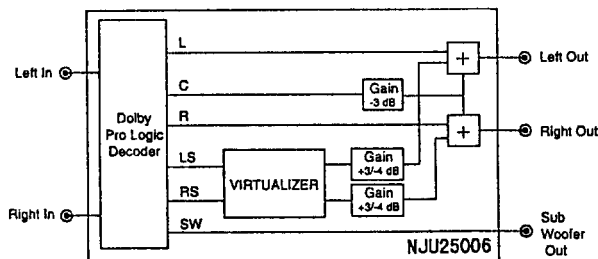 Left In
Right In
Dolby
Pro Logic
Decoder
L
C
R
LS
RS
SW
VIRTUALIZER
Gain
-3 dB
Gain
+3/-4 dB
Gain
+3/-4 dB
+
+
Left Out
Right Out
Sub
Woofer
Out
NJU25006